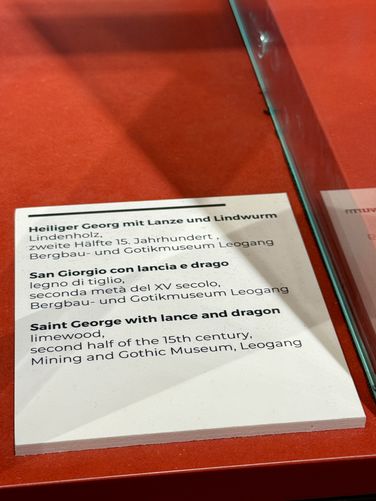 Heiliger Georg mit Lanze und Lindwurm
Lindenholz,
zweite Hälfte 15. Jahrhundert ,
Bergbau- und Gotikmuseum Leogang
San Giorgio con lancia e drago
legno di tiglio,
seconda metà del XV secolo,
Bergbau- und Gotikmuseum Leogang
Saint George with lance and dragon
limewood,
second half of the 15th century,
Mining and Gothic Museum, Leogang